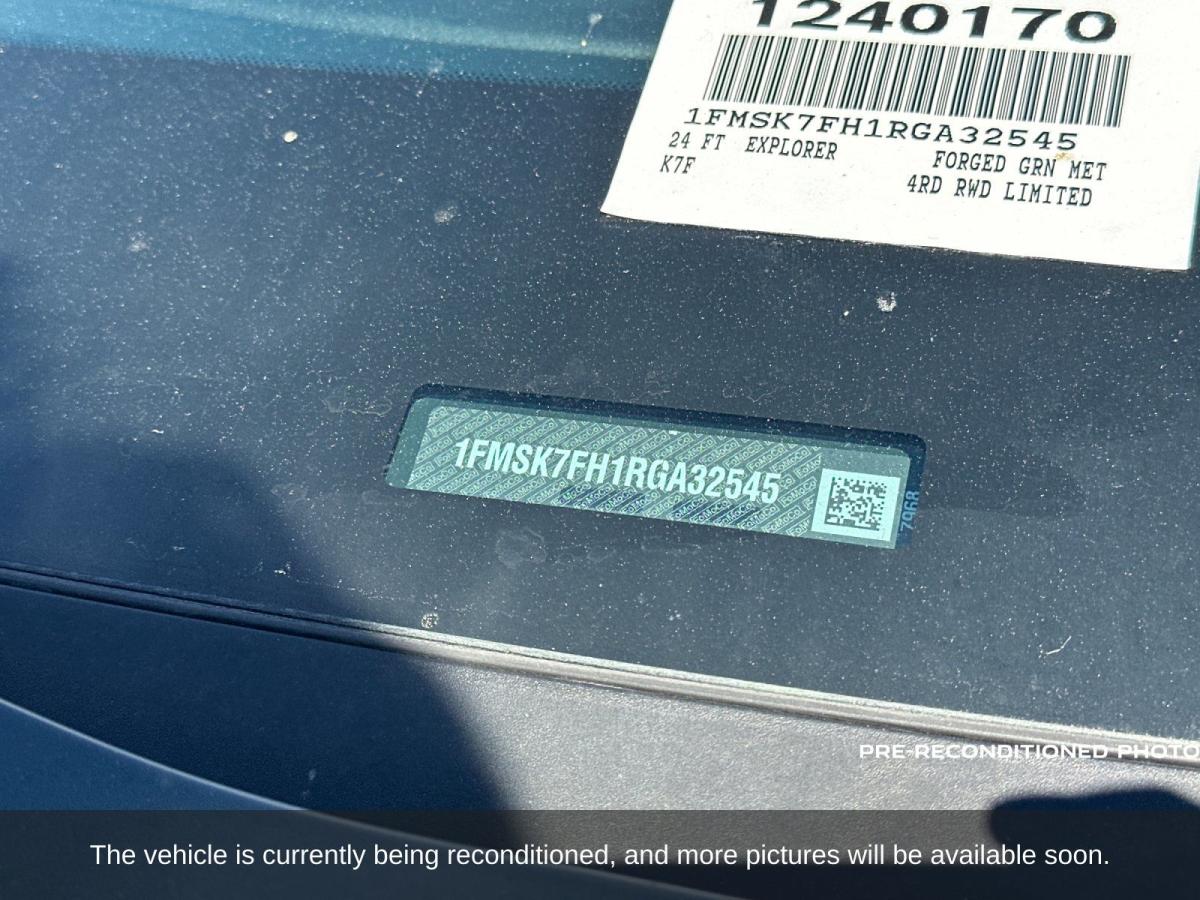 1240170
1FMSK7FH1RGA32545
24 FT EXPLORER FORGED GRN MET
K7F 4RD RWD LIMITED
1FMSK7FH1RGA32545
7968
PRE-RECONDITIONED PHOTO
The vehicle is currently being reconditioned, and more pictures will be available soon.